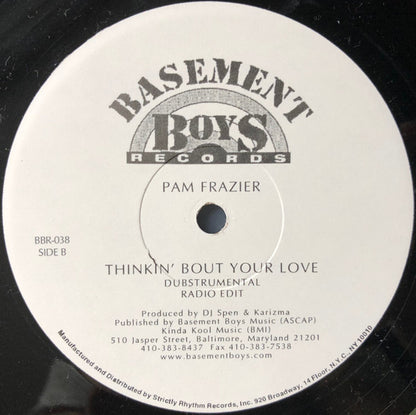 BASEMENT
BOYS
RECORDS
PAM FRAZIER
BBR-038
SIDE B
THINKIN' BOUT YOUR LOVE
DUBSTRUMENTAL
RADIO EDIT
Produced by DJ Spen & Karizma
Published by Basement Boys Music (ASCAP)
Kinda Kool Music (BMI)
510 Jasper Street, Baltimore, Maryland 21201
410-383-8437 Fax 410-383-7538
www.basementboys.com
Manufactured and Distributed by Strictly Rhythm Records, Inc. 920 Broadway, 14 Floor, N.Y.C., NY10010